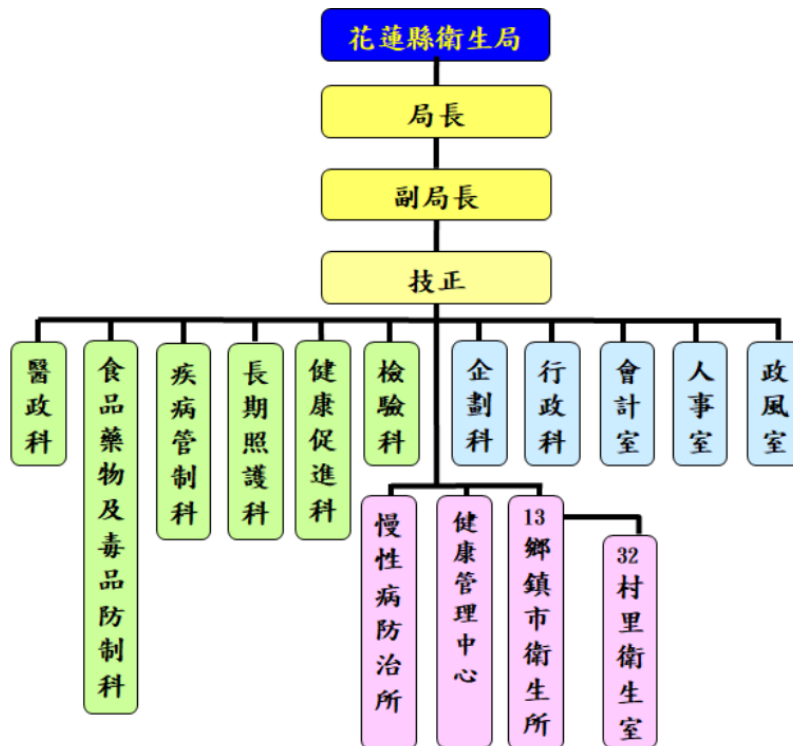 花蓮縣衛生局
局長
副局長
技正
醫政科
食品藥物及毒品防制科
疾病管制科
長期照護科
健康促進科
檢驗科
企劃科
行政科
會計室
人事室
政風室
慢性病防治所
健康管理中心
13鄉鎮市衛生所
32村里衛生室